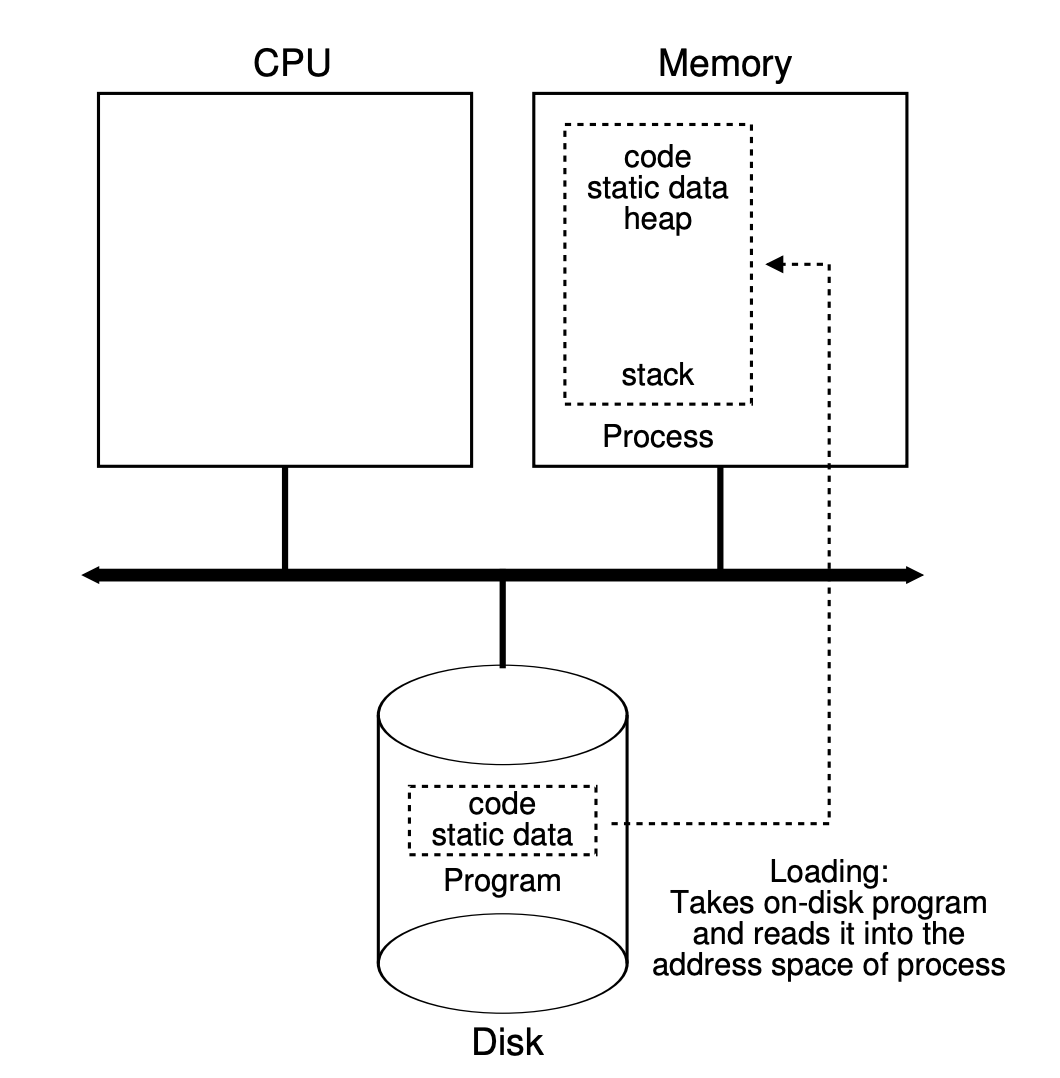 CPU
Memory
code
static data
heap
stack
Process
code
static data
Program
Loading:
Takes on-disk program
and reads it into the
address space of process
Disk